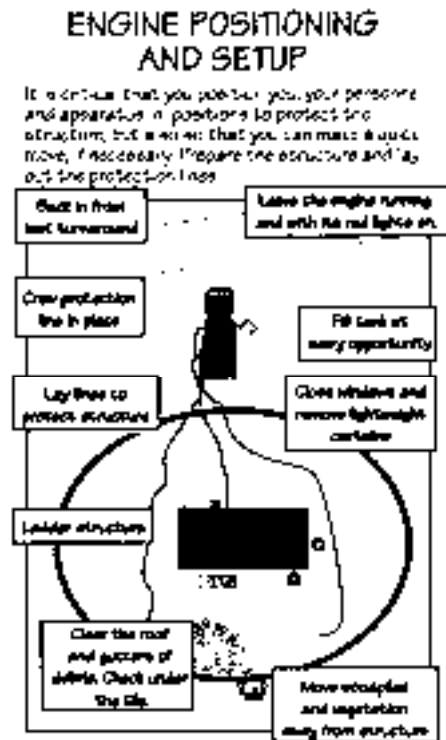 ENGINE POSITIONING
AND SETUP
It is critical that you position you, your personnel
and apparatus in positions to protect the
structure, but also so that you can make a quick
move, if necessary. Prepare the structure and lay
out the protection lines
Back in from
last turnaround
Leave the engine running
and with its red lights on.
Crew protection
line in place
Fill tank at
every opportunity
Lay lines to
protect structure
Close windows and
remove lightweight
curtains
Ladder structure
Clear the roof
and gutters of
debris. Check under
the
Move woodpiles
and vegetation
away from structure